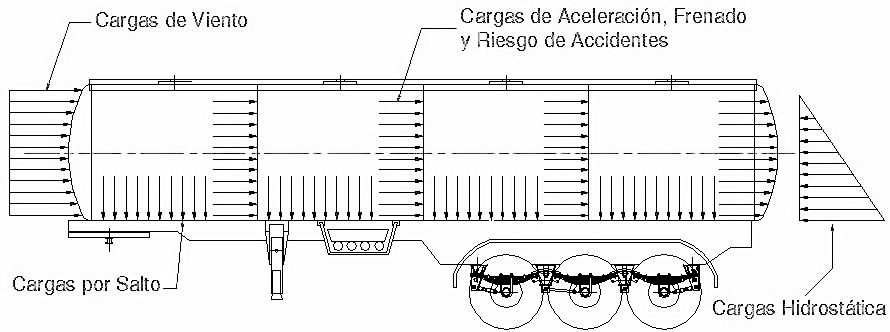 Cargas de Viento
Cargas de Aceleración, Frenado
y Riesgo de Accidentes
Cargas por Salto
Cargas Hidrostática